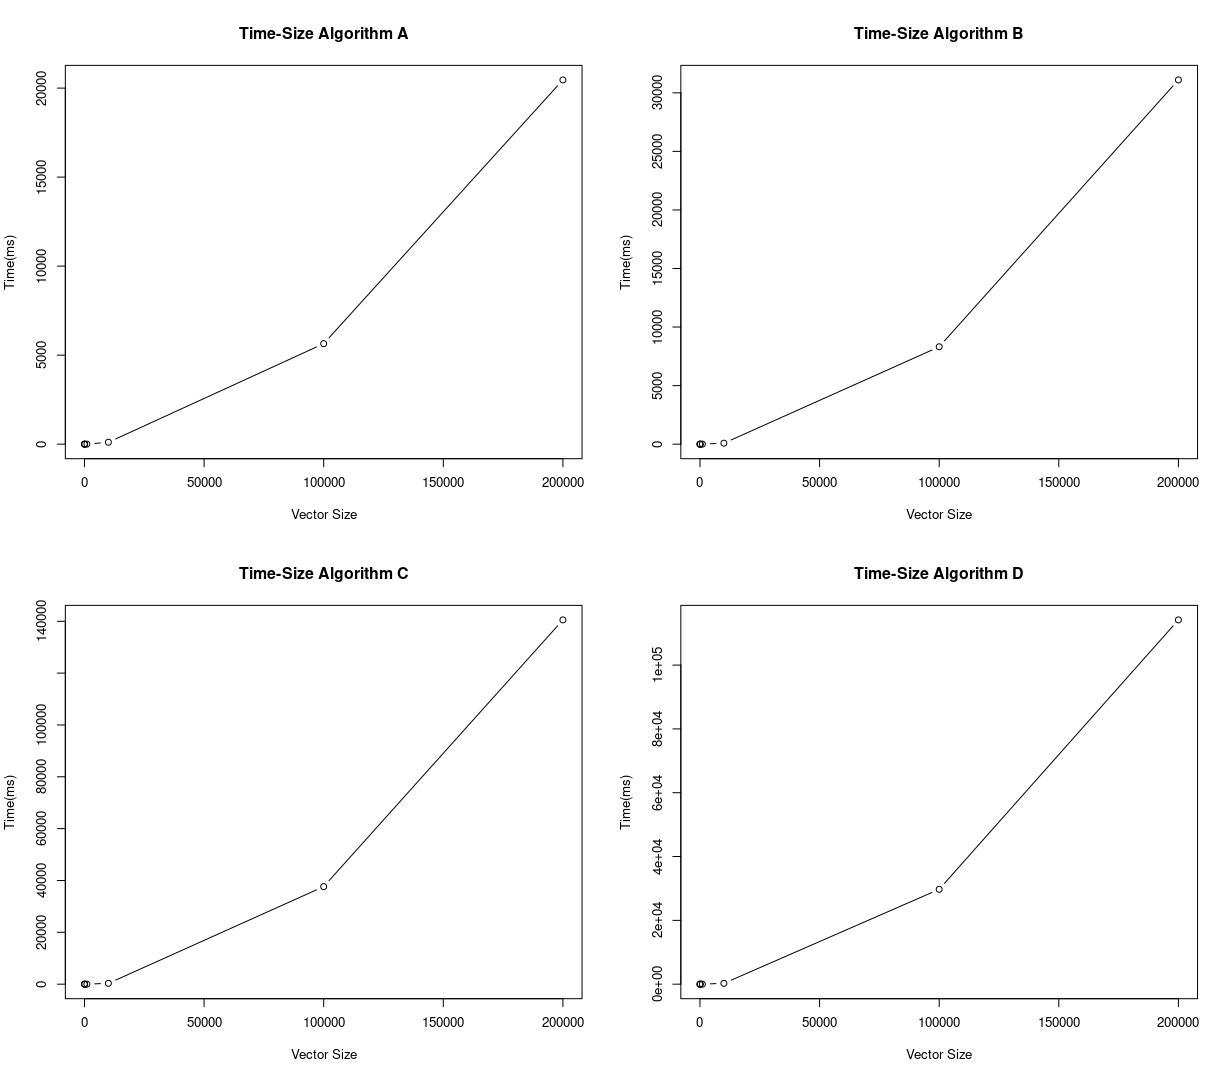 Time-Size Algorithm A
Time(ms)
20000
15000
10000
5000
0
0 50000 100000 150000 200000
Vector Size
Time-Size Algorithm B
Time(ms)
30000
25000
20000
15000
10000
5000
0
0 50000 100000 150000 200000
Vector Size
Time-Size Algorithm C
Time(ms)
140000
100000
80000
60000
40000
20000
0
0 50000 100000 150000 200000
Vector Size
Time-Size Algorithm D
Time(ms)
1e+05
8e+04
6e+04
4e+04
2e+04
0e+00
0 50000 100000 150000 200000
Vector Size